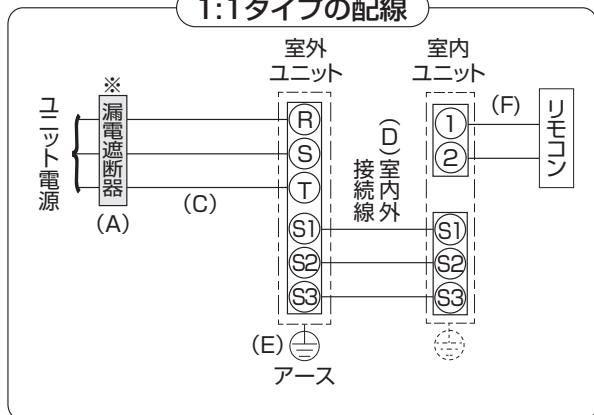 1:1タイプの配線
室外
ユニット
室内
ユニット
※
ユニット電源
漏電遮断器
(A)
(C)
R
S
T
S1
S2
S3
(D)室内外
接続線
1
2
S1
S2
S3
(F)
リモコン
(E)
アース